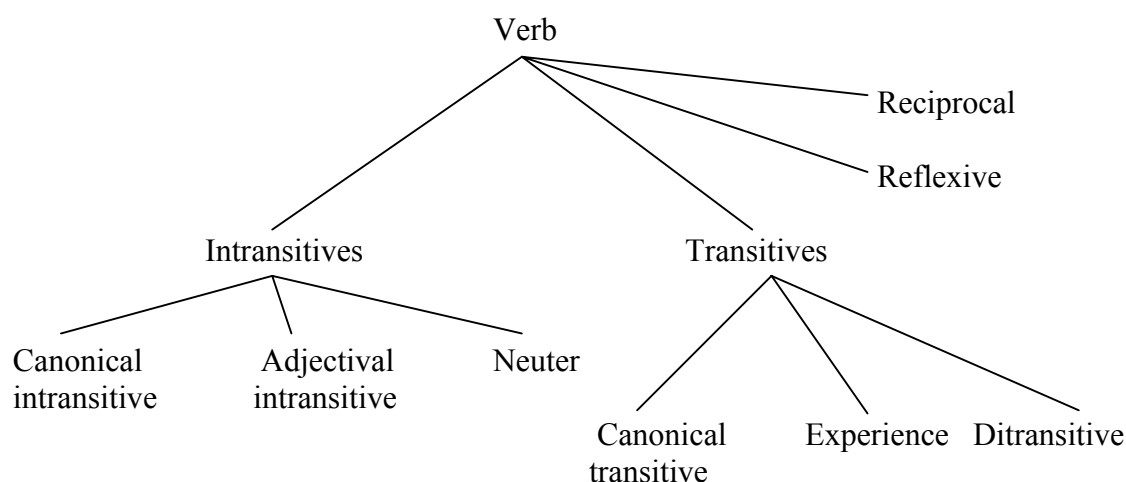 Verb
Reciprocal
Reflexive
Intransitives
Transitives
Canonical
intransitive
Adjectival
intransitive
Neuter
Canonical
transitive
Experience
Ditransitive